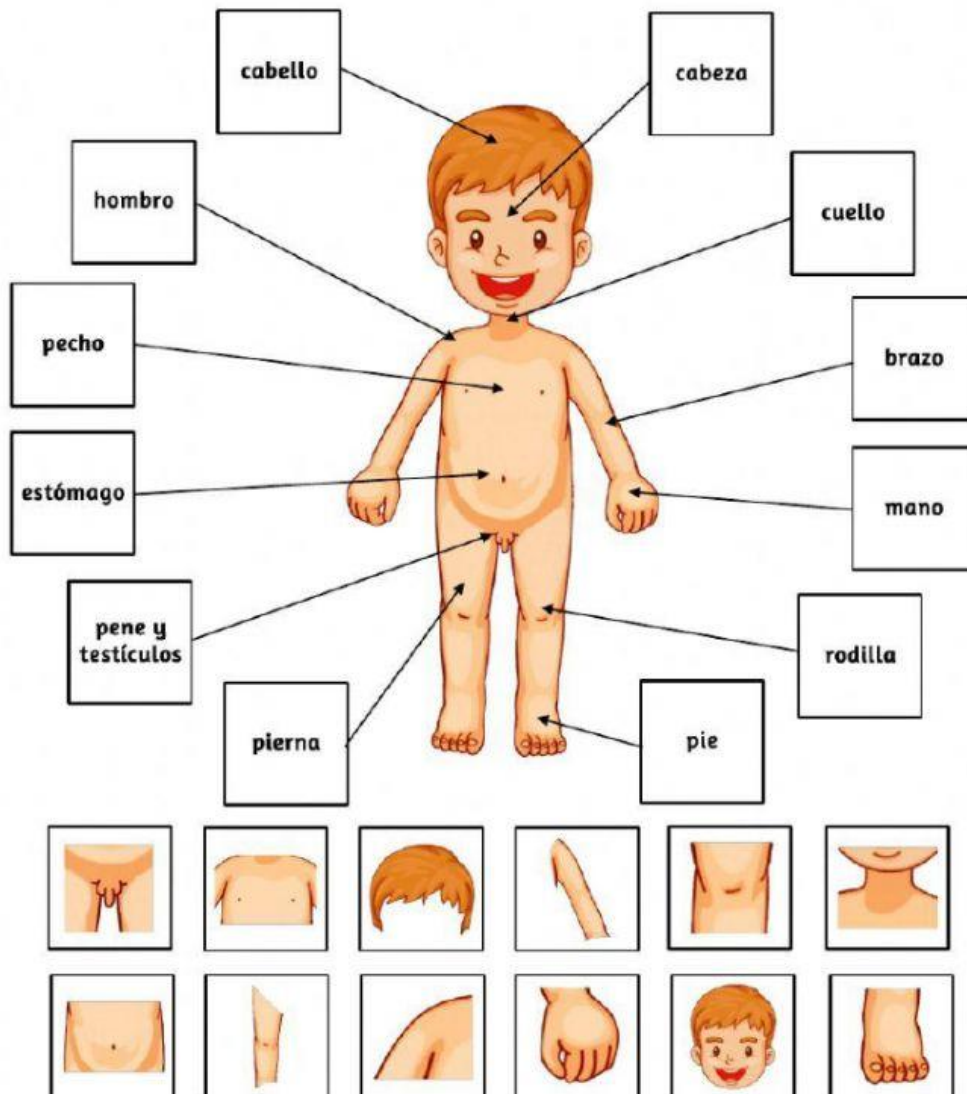 cabello
cabeza
hombro
cuello
pecho
brazo
estómago
mano
pene y
testículos
rodilla
pierna
pie